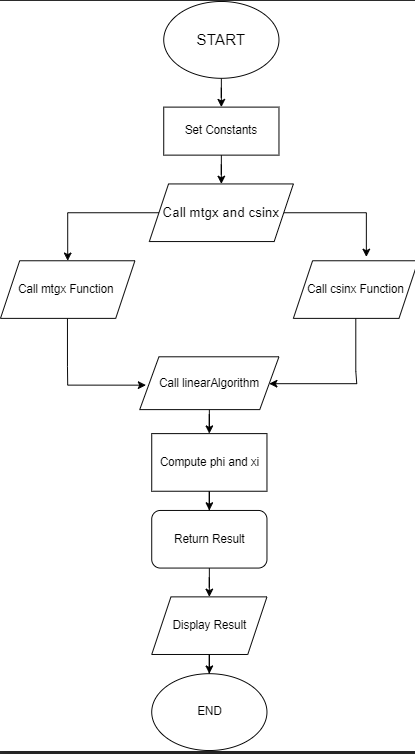 START
Set Constants
Call mtgx and csinx
Call mtgx Function
Call csinx Function
Call linearAlgorithm
Compute phi and xi
Return Result
Display Result
END